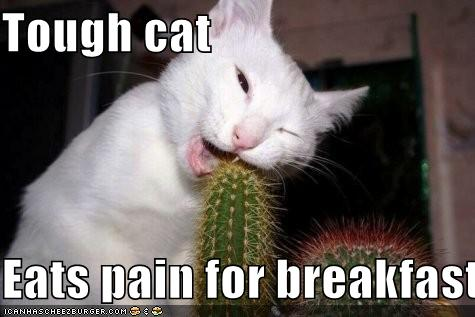 Tough cat
Eats pain for breakfast
ICANHASCHEEZBURGER.COM